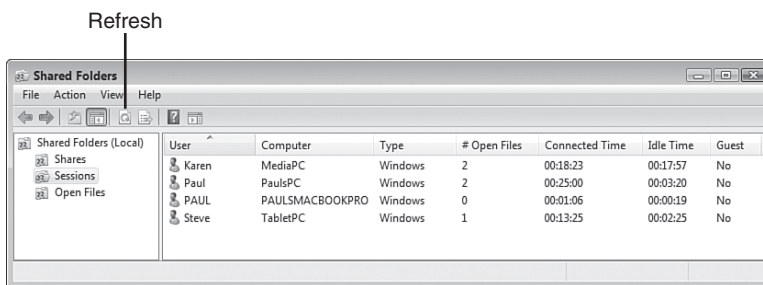 Refresh
Shared Folders
File Action View Help
Shared Folders (Local)
Shares
Sessions
Open Files
User Computer Type # Open Files Connected Time Idle Time Guest
Karen MediaPC Windows 2 00:18:23 00:17:57 No
Paul PaulsPC Windows 2 00:25:00 00:03:20 No
PAUL PAULSMACBOOKPRO Windows 0 00:01:06 00:00:19 No
Steve TabletPC Windows 1 00:13:25 00:02:25 No